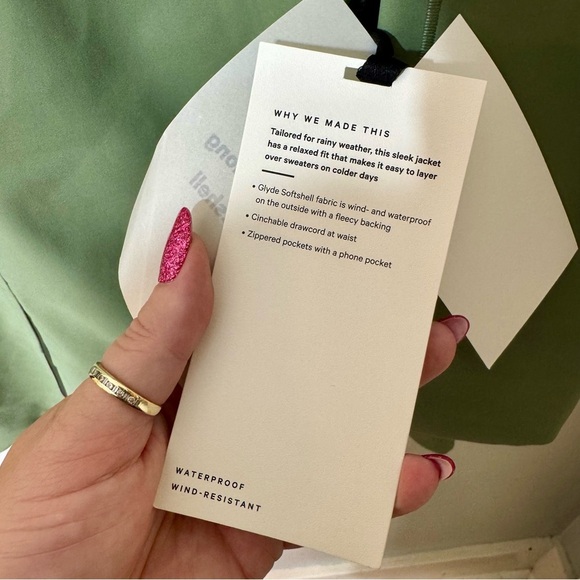 WHY WE MADE THIS
Tailored for rainy weather, this sleek jacket
has a relaxed fit that makes it easy to layer
over sweaters on colder days
• Glyde Softshell fabric is wind- and waterproof
on the outside with a fleecy backing
• Cinchable drawcord at waist
• Zippered pockets with a phone pocket
WATERPROOF
WIND-RESISTANT